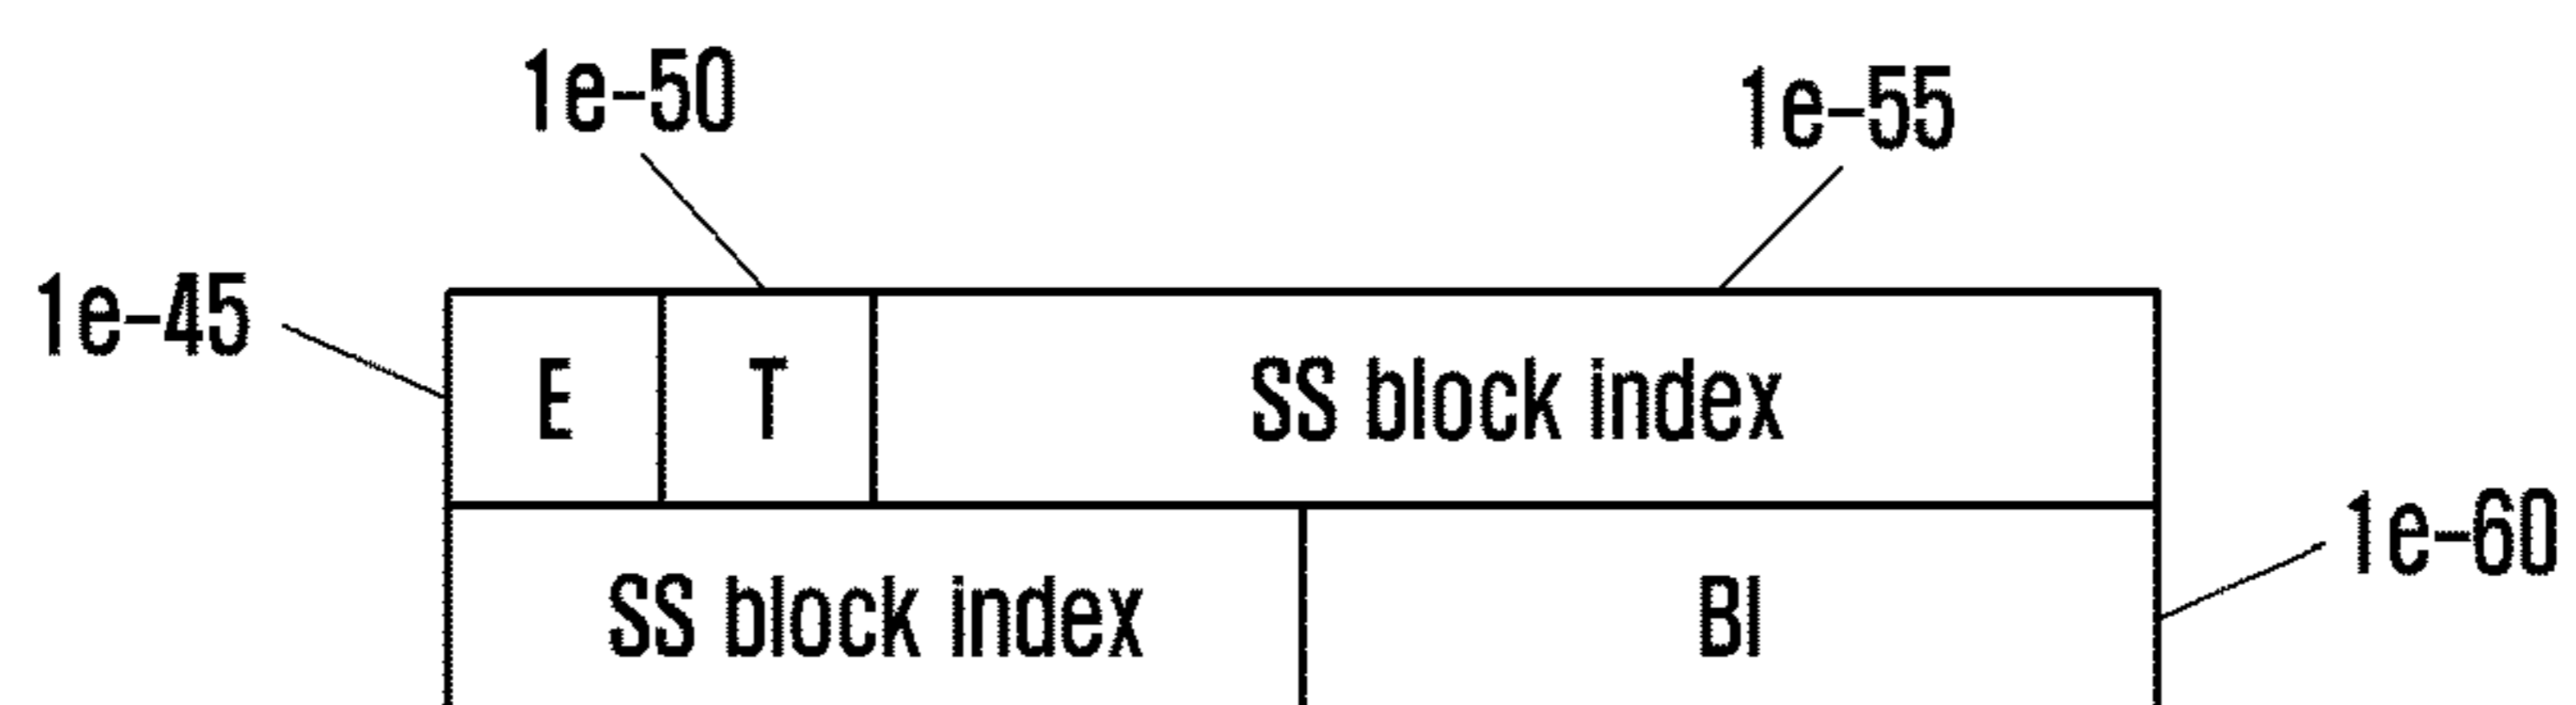 1e-50
1e-55
1e-45
E T SS block index
1e-60
SS block index BI